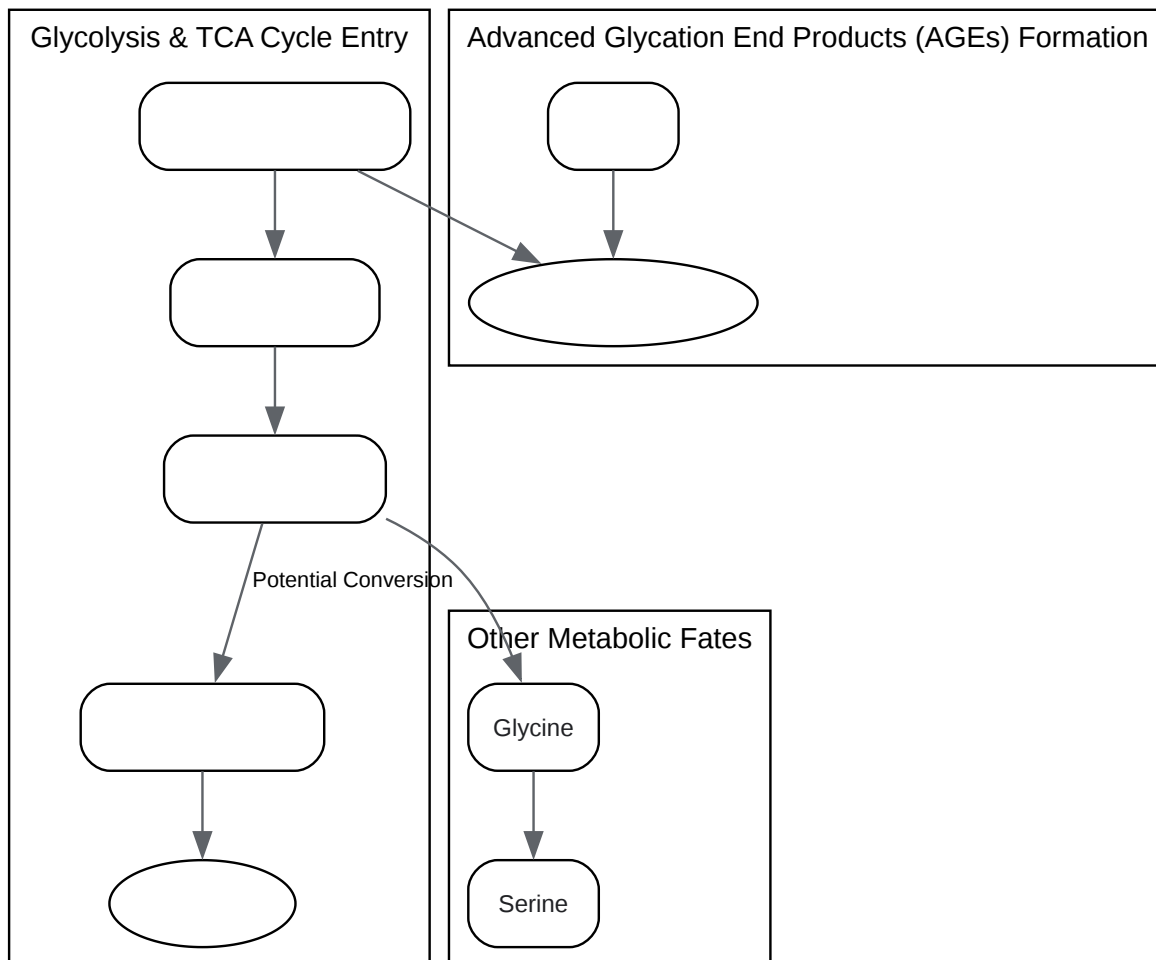 Glycolysis & TCA Cycle Entry
Advanced Glycation End Products (AGEs) Formation
Potential Conversion
Other Metabolic Fates
Glycine
Serine